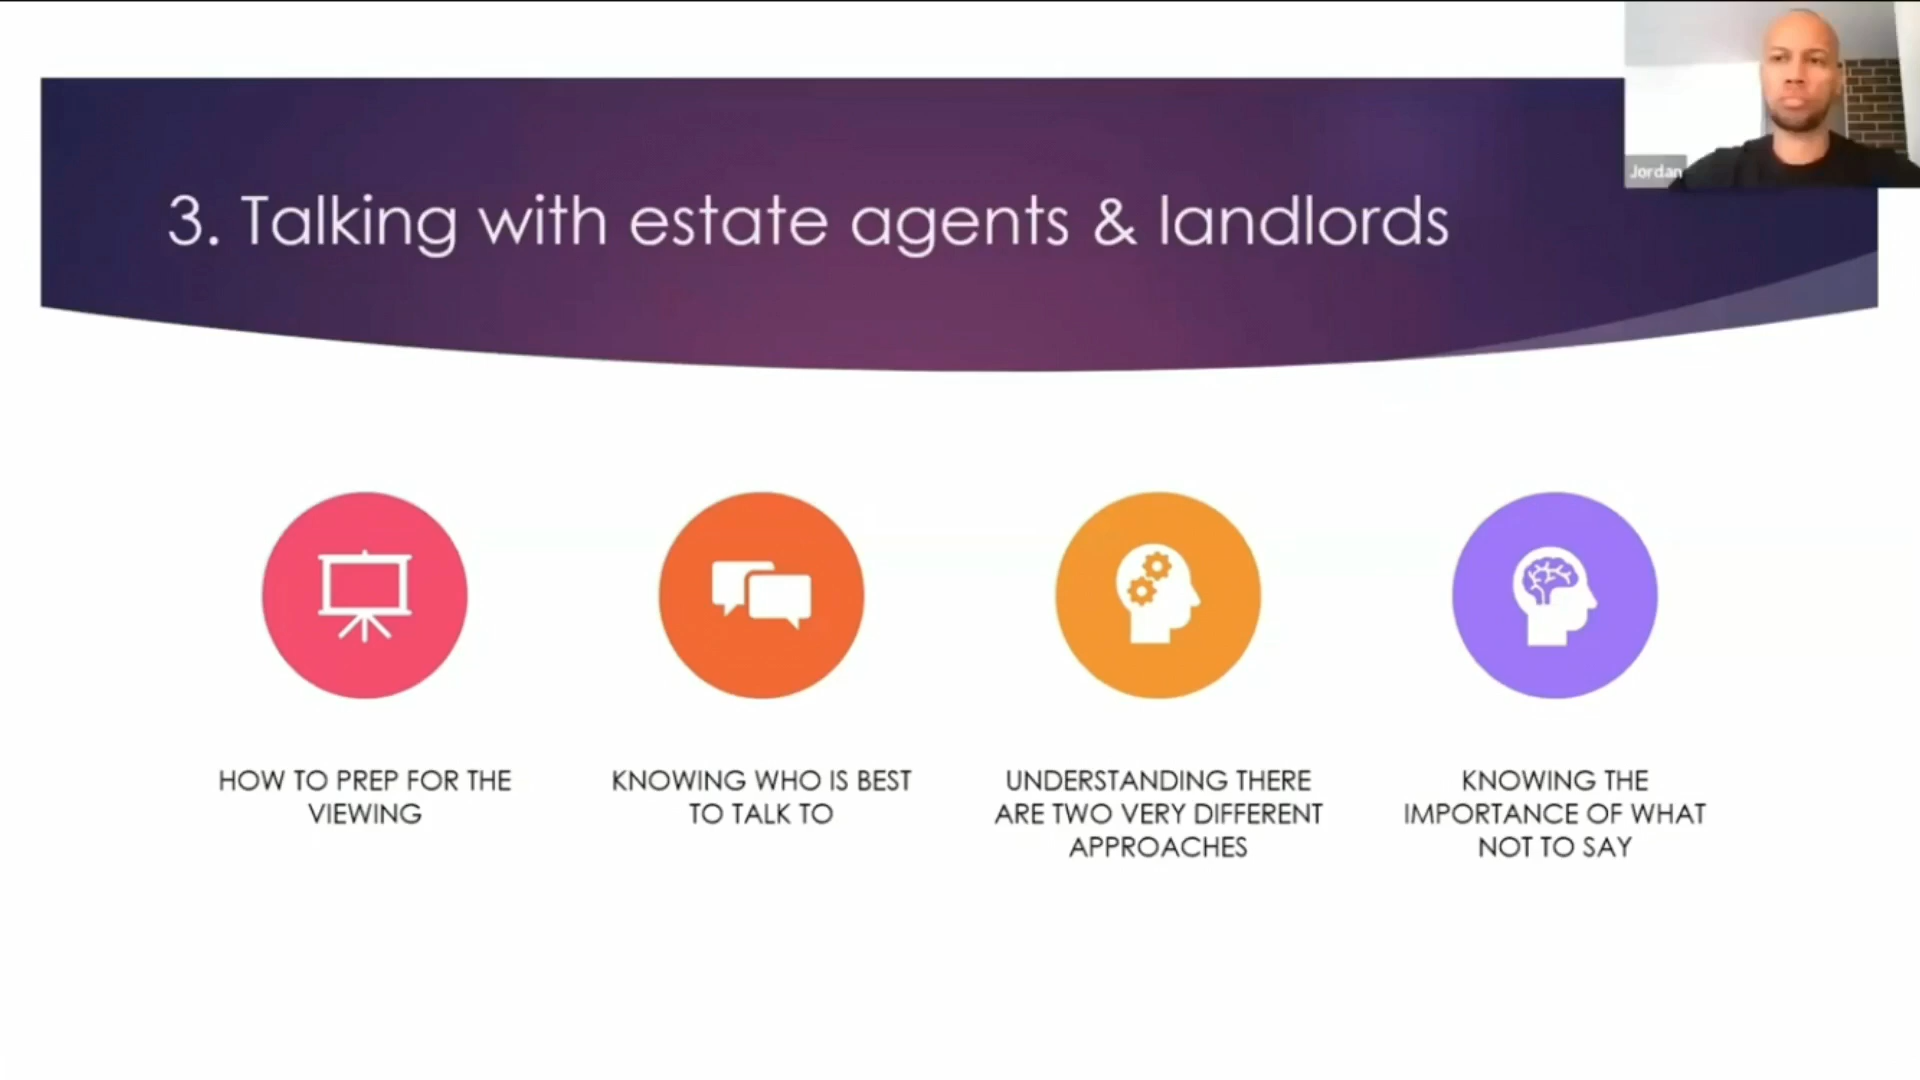 Jordan
3. Talking with estate agents & landlords
HOW TO PREP FOR THE
VIEWING
KNOWING WHO IS BEST
TO TALK TO
UNDERSTANDING THERE
ARE TWO VERY DIFFERENT
APPROACHES
KNOWING THE
IMPORTANCE OF WHAT
NOT TO SAY